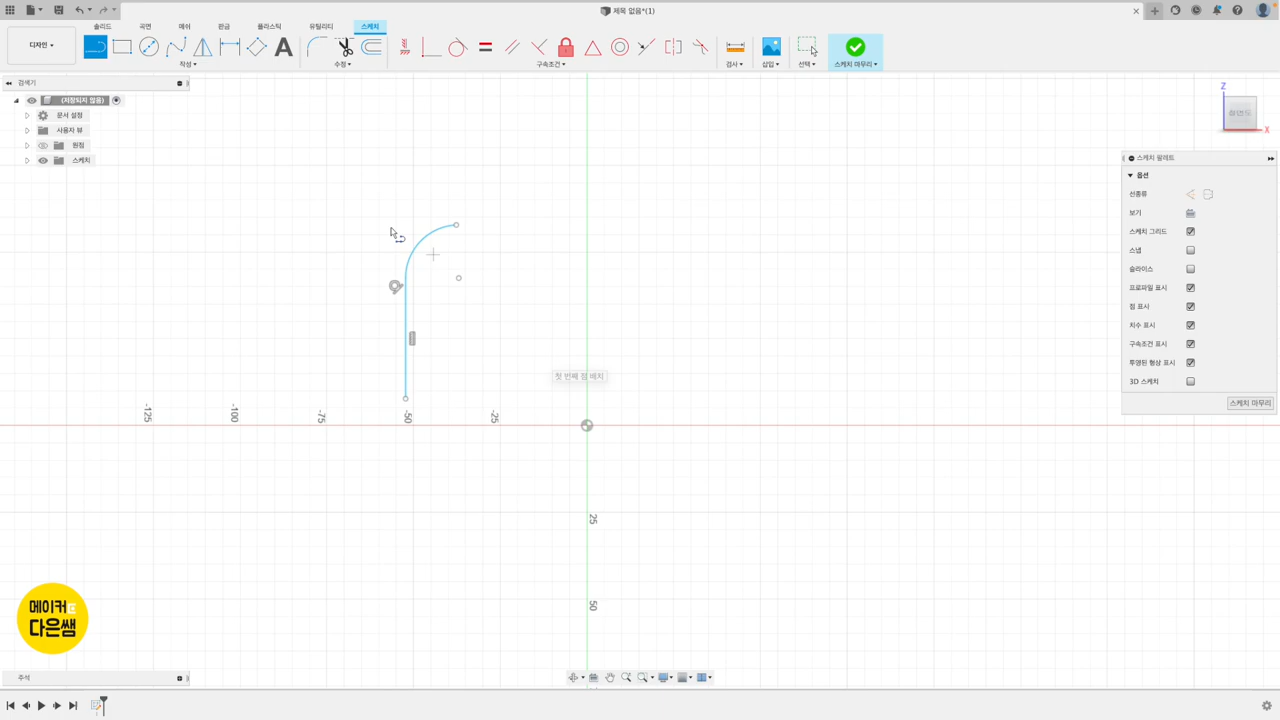 제목 없음*(1)
솔리드 곡면 메쉬 판금 플라스틱 유틸리티 스케치
디자인
작성 수정 구속조건 검사 삽입 선택 스케치 마무리
검색기
(저장되지 않음)
문서 설정
사용자 뷰
원점
스케치
Z
X
스케치 팔레트
옵션
선종류
보기
스케치 그리드
스냅
슬라이스
프로파일 표시
점 표시
치수 표시
구속조건 표시
투영된 형상 표시
3D 스케치
스케치 마무리
첫 번째 점 배치
-125 -100 -75 -50 -25
25
50
메이커
다은쌤
주석